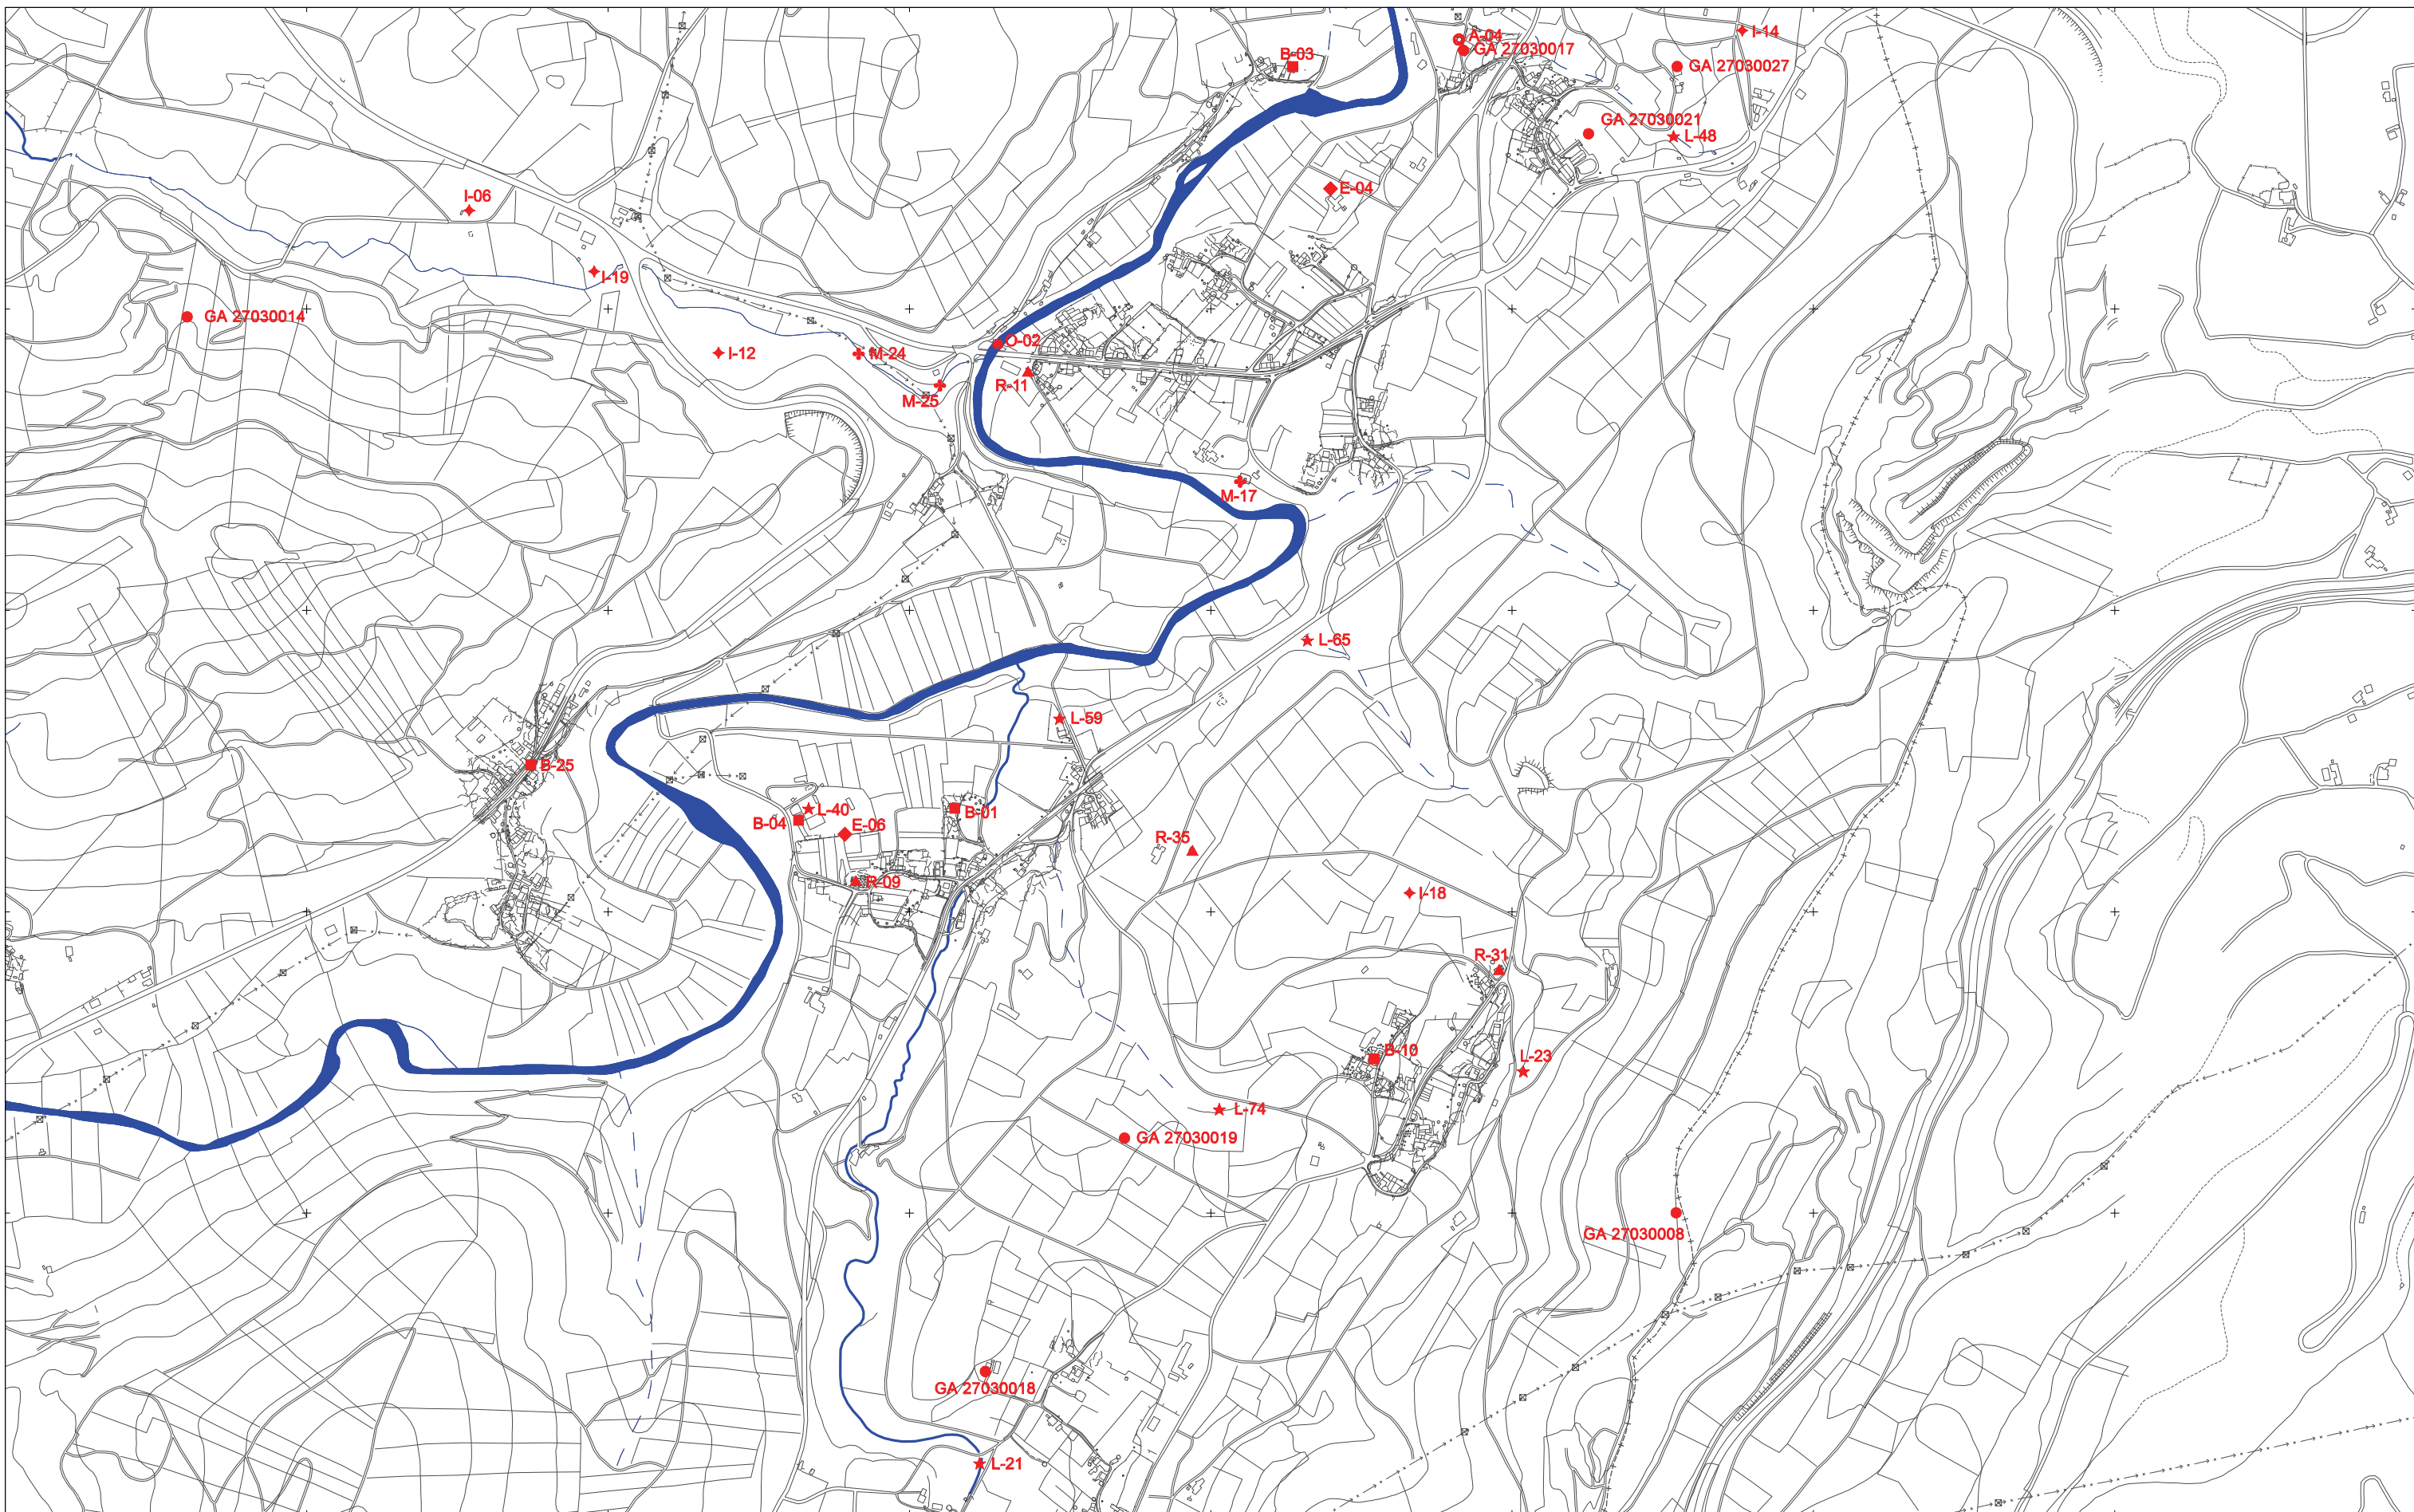 I-14
A-04
GA 27030017
B-03
GA 27030027
GA 27030021
L-48
E-04
I-06
I-19
GA 27030014
O-02
I-12
M-24
R-11
M-25
M-17
L-65
L-59
B-25
L-40
B-01
B-04
E-06
R-35
R-09
I-18
R-31
B-10
L-23
L-74
GA 27030019
GA 27030008
GA 27030018
L-21